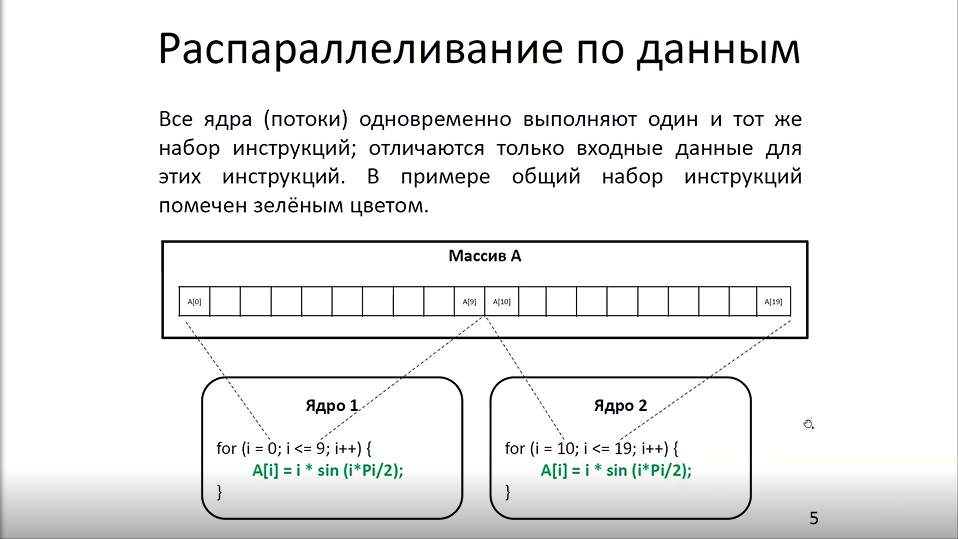 Распараллеливание по данным
Все ядра (потоки) одновременно выполняют один и тот же
набор инструкций; отличаются только входные данные для
этих инструкций. В примере общий набор инструкций
помечен зелёным цветом.
Массив А
A[0] A[9] A[10] A[19]
Ядро 1
for (i = 0; i <= 9; i++) {
A[i] = i * sin (i*Pi/2);
}
Ядро 2
for (i = 10; i <= 19; i++) {
A[i] = i * sin (i*Pi/2);
}
5